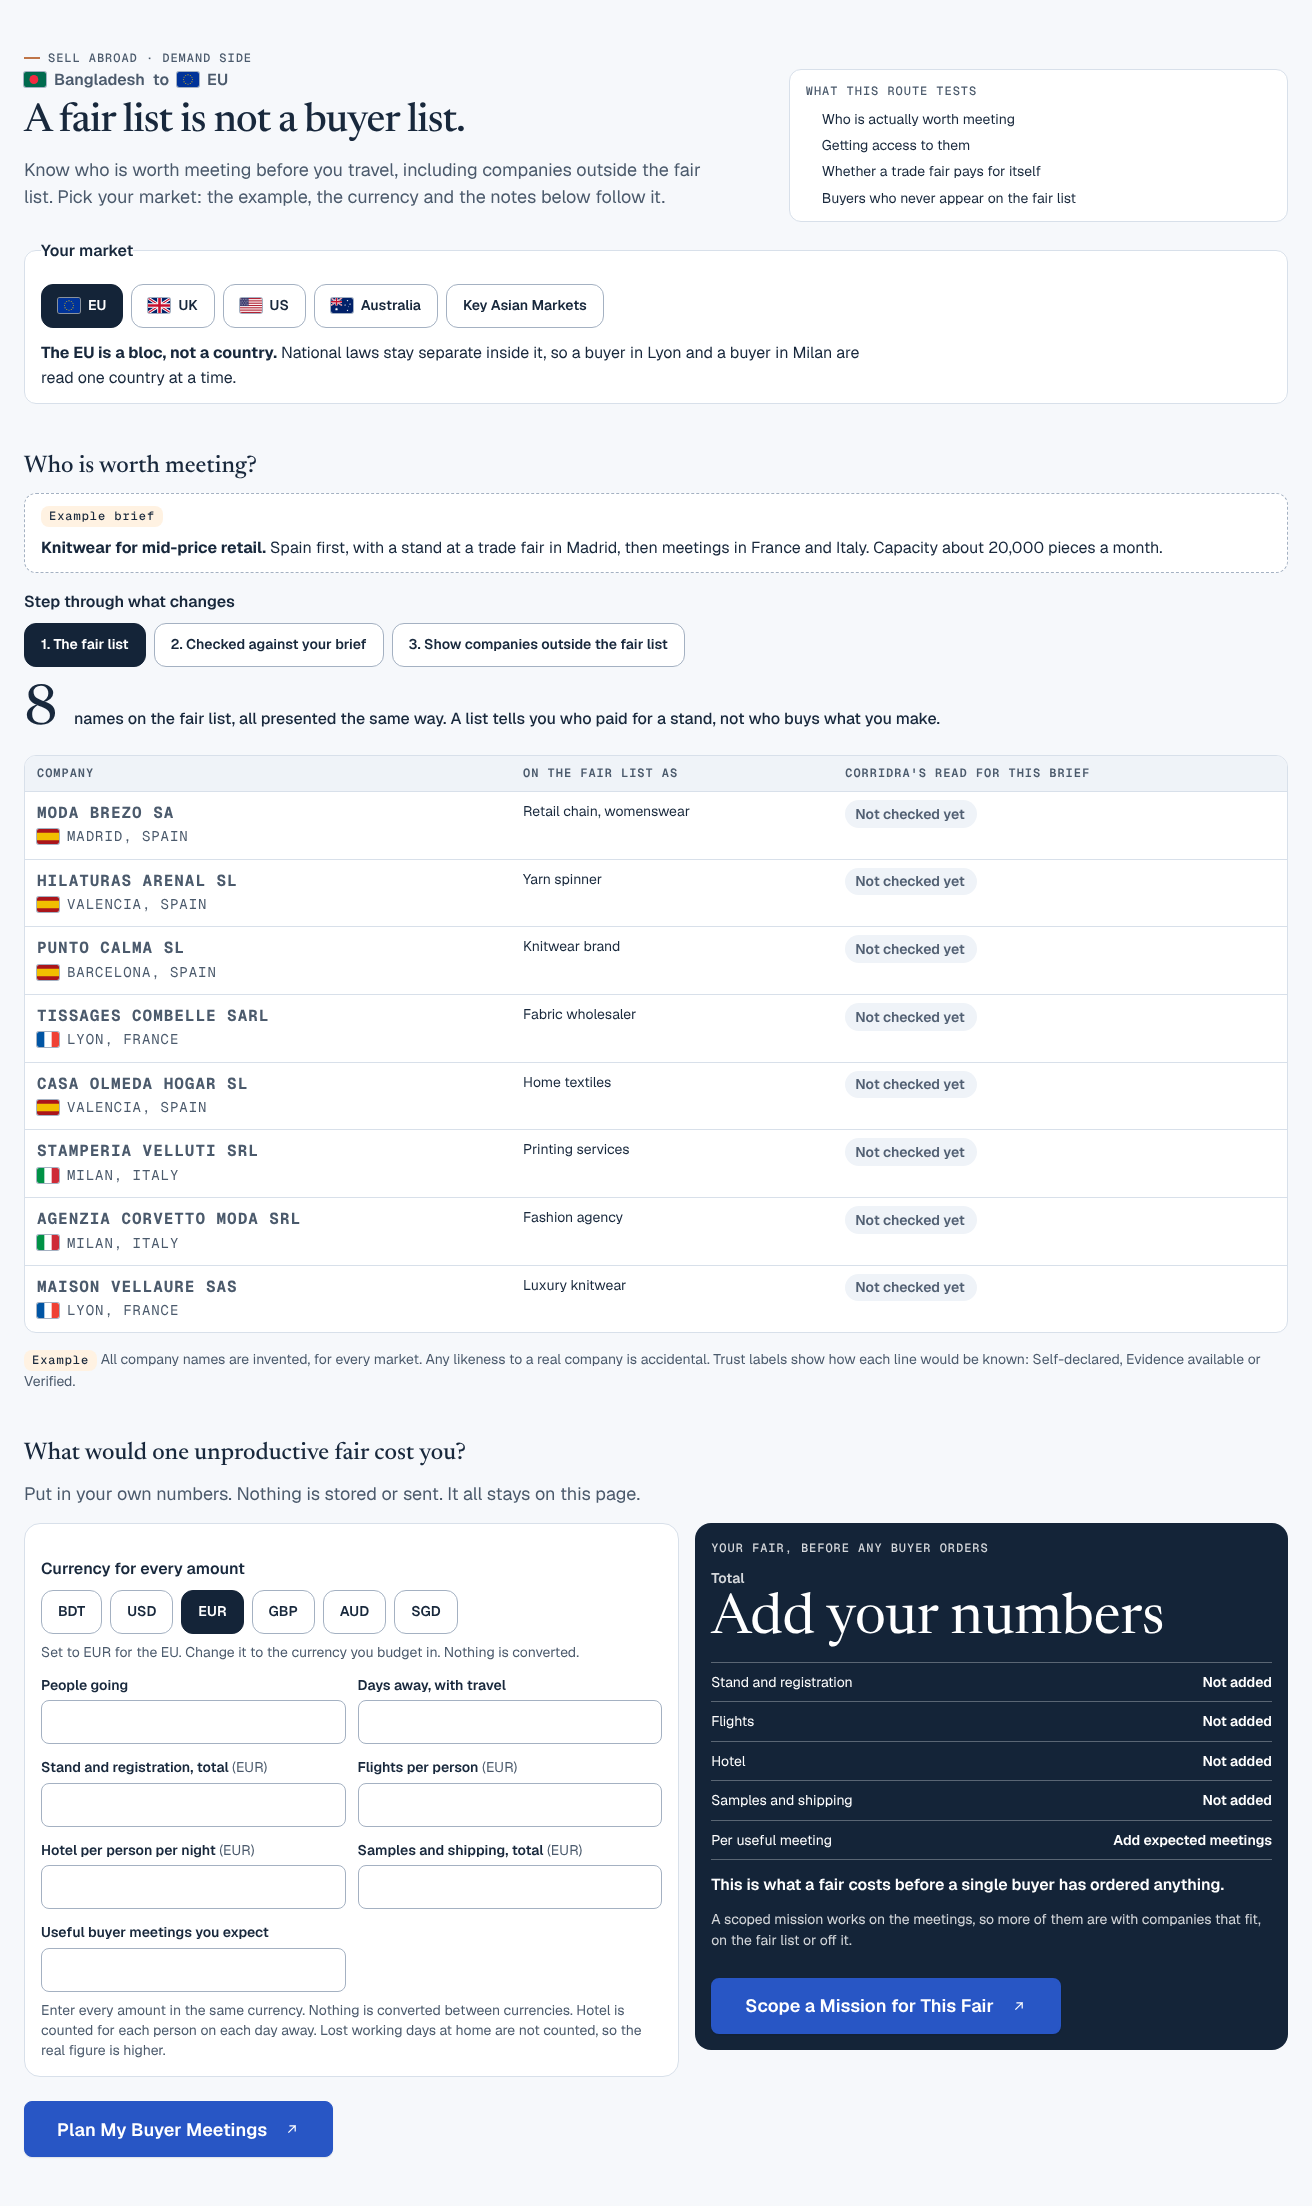 SELL ABROAD · DEMAND SIDE
Bangladesh to EU
A fair list is not a buyer list.
Know who is worth meeting before you travel, including companies outside the fair
list. Pick your market: the example, the currency and the notes below follow it.
WHAT THIS ROUTE TESTS
Who is actually worth meeting
Getting access to them
Whether a trade fair pays for itself
Buyers who never appear on the fair list
Your market
EU
UK
US
Australia
Key Asian Markets
The EU is a bloc, not a country. National laws stay separate inside it, so a buyer in Lyon and a buyer in Milan are
read one country at a time.
Who is worth meeting?
Example brief
Knitwear for mid-price retail. Spain first, with a stand at a trade fair in Madrid, then meetings in France and Italy. Capacity about 20,000 pieces a month.
Step through what changes
1. The fair list
2. Checked against your brief
3. Show companies outside the fair list
8 names on the fair list, all presented the same way. A list tells you who paid for a stand, not who buys what you make.
COMPANY ON THE FAIR LIST AS CORRIDRA'S READ FOR THIS BRIEF
MODA BREZO SA Retail chain, womenswear Not checked yet
MADRID, SPAIN
HILATURAS ARENAL SL Yarn spinner Not checked yet
VALENCIA, SPAIN
PUNTO CALMA SL Knitwear brand Not checked yet
BARCELONA, SPAIN
TISSAGES COMBELLE SARL Fabric wholesaler Not checked yet
LYON, FRANCE
CASA OLMEDA HOGAR SL Home textiles Not checked yet
VALENCIA, SPAIN
STAMPERIA VELLUTI SRL Printing services Not checked yet
MILAN, ITALY
AGENZIA CORVETTO MODA SRL Fashion agency Not checked yet
MILAN, ITALY
MAISON VELLAURE SAS Luxury knitwear Not checked yet
LYON, FRANCE
Example All company names are invented, for every market. Any likeness to a real company is accidental. Trust labels show how each line would be known: Self-declared, Evidence available or
Verified.
What would one unproductive fair cost you?
Put in your own numbers. Nothing is stored or sent. It all stays on this page.
Currency for every amount
BDT
USD
EUR
GBP
AUD
SGD
Set to EUR for the EU. Change it to the currency you budget in. Nothing is converted.
People going
Days away, with travel
Stand and registration, total (EUR)
Flights per person (EUR)
Hotel per person per night (EUR)
Samples and shipping, total (EUR)
Useful buyer meetings you expect
Enter every amount in the same currency. Nothing is converted between currencies. Hotel is
counted for each person on each day away. Lost working days at home are not counted, so the
real figure is higher.
YOUR FAIR, BEFORE ANY BUYER ORDERS
Total
Add your numbers
Stand and registration Not added
Flights Not added
Hotel Not added
Samples and shipping Not added
Per useful meeting Add expected meetings
This is what a fair costs before a single buyer has ordered anything.
A scoped mission works on the meetings, so more of them are with companies that fit,
on the fair list or off it.
Scope a Mission for This Fair
Plan My Buyer Meetings